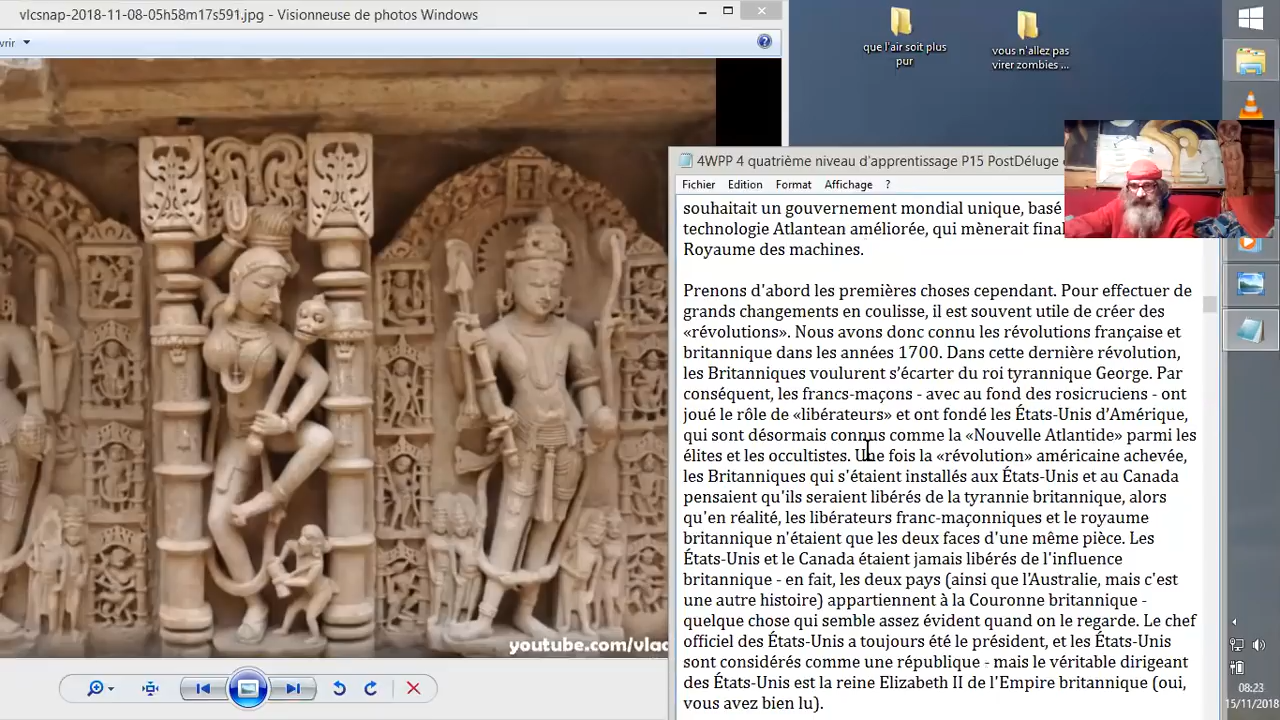 vlcsnap-2018-11-08-05h58m17s591.jpg - Visionneuse de photos Windows
vrir
que l'air soit plus
pur
vous n'allez pas
virer zombies ...
youtube.com/vlad
4WPP 4 quatrième niveau d'apprentissage P15 PostDéluge
Fichier Edition Format Affichage ?
souhaitait un gouvernement mondial unique, basé
technologie Atlantean améliorée, qui mènerait
Royaume des machines.
Prenons d'abord les premières choses cependant. Pour effectuer de
grands changements en coulisse, il est souvent utile de créer des
«révolutions». Nous avons donc connu les révolutions française et
britannique dans les années 1700. Dans cette dernière révolution,
les Britanniques voulurent s'écarter du roi tyrannique George. Par
conséquent, les francs-maçons - avec au fond des rosicruciens - ont
joué le rôle de «libérateurs» et ont fondé les États-Unis d'Amérique,
qui sont désormais connus comme la «Nouvelle Atlantide» parmi les
élites et les occultistes. Une fois la «révolution» américaine achevée,
les Britanniques qui s'étaient installés aux États-Unis et au Canada
pensaient qu'ils seraient libérés de la tyrannie britannique, alors
qu'en réalité, les libérateurs franc-maçonniques et le royaume
britannique n'étaient que les deux faces d'une même pièce. Les
États-Unis et le Canada étaient jamais libérés de l'influence
britannique - en fait, les deux pays (ainsi que l'Australie, mais c'est
une autre histoire) appartiennent à la Couronne britannique -
quelque chose qui semble assez évident quand on le regarde. Le chef
officiel des États-Unis a toujours été le président, et les États-Unis
sont considérés comme une république - mais le véritable dirigeant
des États-Unis est la reine Elizabeth II de l'Empire britannique (oui,
vous avez bien lu).
08:23
15/11/2018